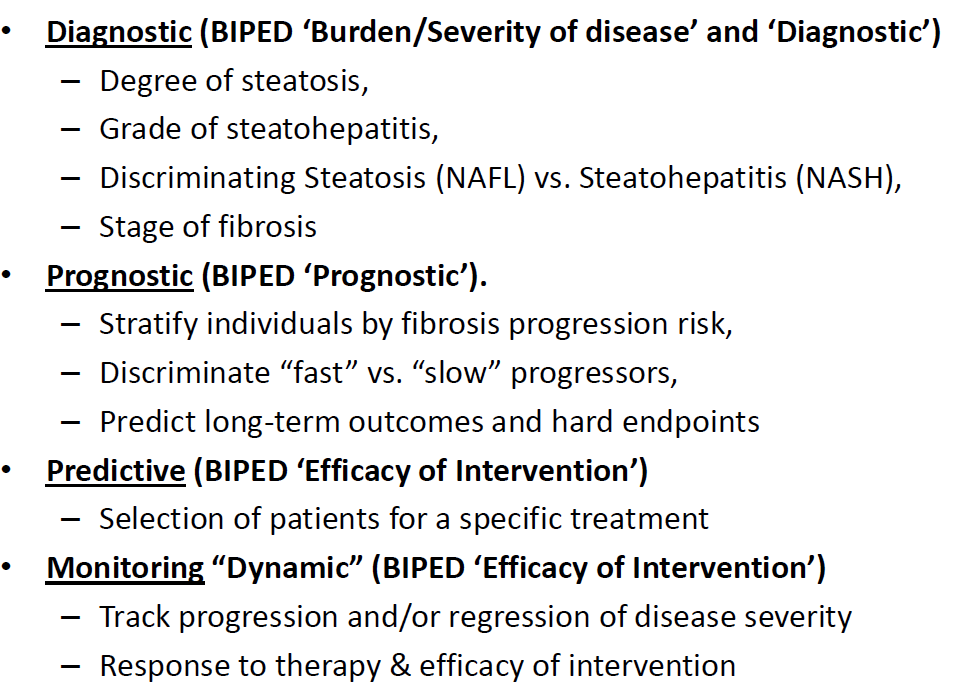 • Diagnostic (BIPED ‘Burden/Severity of disease’ and ‘Diagnostic’)
– Degree of steatosis,
– Grade of steatohepatitis,
– Discriminating Steatosis (NAFL) vs. Steatohepatitis (NASH),
– Stage of fibrosis
• Prognostic (BIPED ‘Prognostic’).
– Stratify individuals by fibrosis progression risk,
– Discriminate “fast” vs. “slow” progressors,
– Predict long-term outcomes and hard endpoints
• Predictive (BIPED ‘Efficacy of Intervention’)
– Selection of patients for a specific treatment
• Monitoring “Dynamic” (BIPED ‘Efficacy of Intervention’)
– Track progression and/or regression of disease severity
– Response to therapy & efficacy of intervention